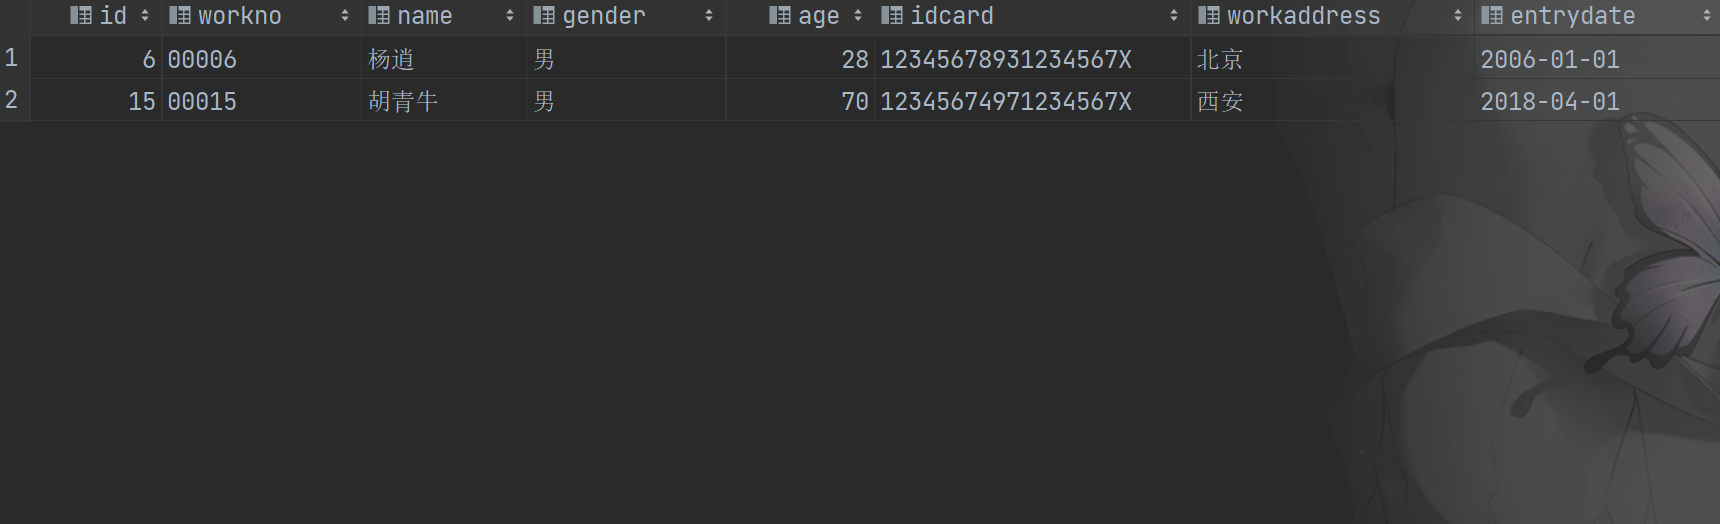 id workno name gender age idcard workaddress entrydate
1 6 00006 杨逍 男 28 12345678931234567X 北京 2006-01-01
2 15 00015 胡青牛 男 70 12345674971234567X 西安 2018-04-01